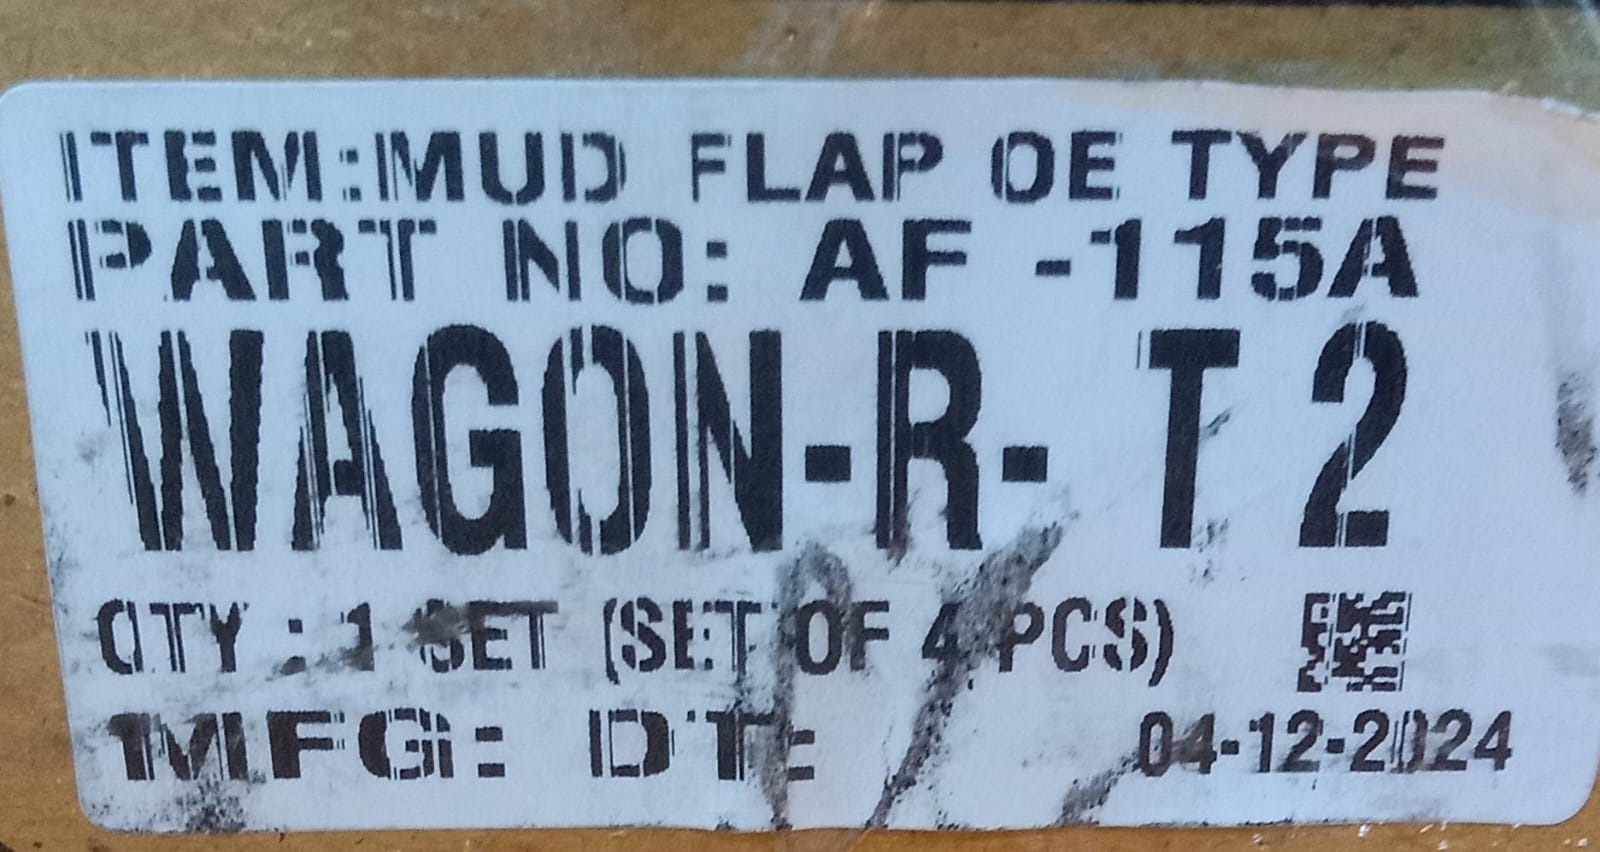 ITEM:MUD FLAP OE TYPE
PART NO: AF -115A
WAGON-R- T 2
QTY : 1 SET (SET OF 4 PCS)
MFG: DT: 04-12-2024